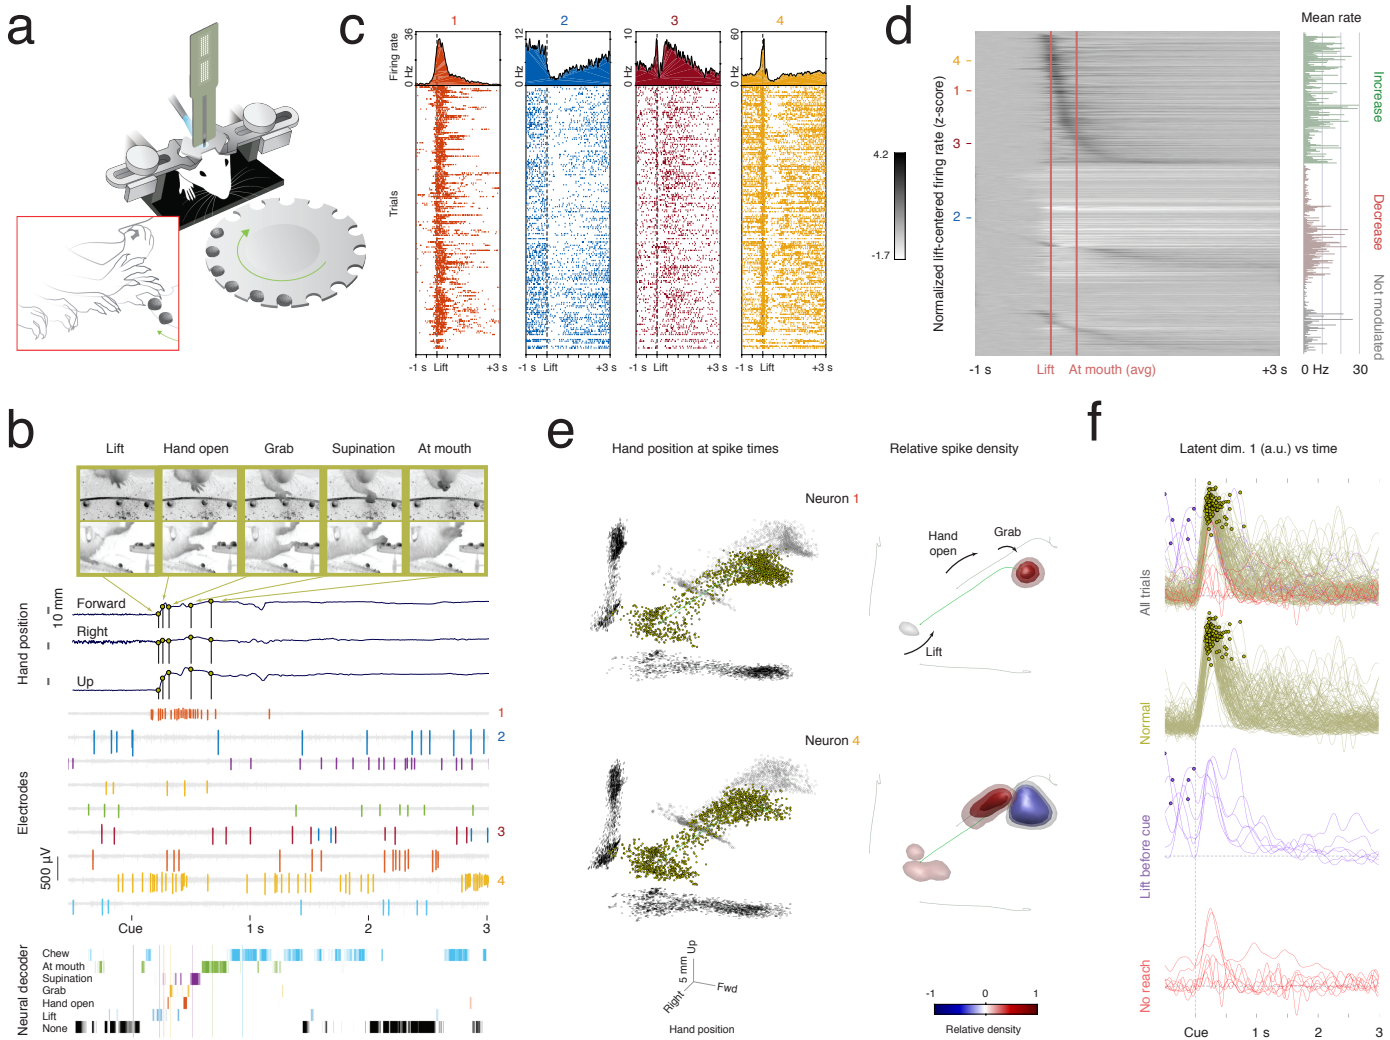 a
c
1
2
3
4
36
Firing rate
0 Hz
12
0 Hz
10
0 Hz
60
0 Hz
Trials
-1 s Lift +3 s
-1 s Lift +3 s
-1 s Lift +3 s
-1 s Lift +3 s
4.2
-1.7
d
Mean rate
Normalized lift-centered firing rate (z-score)
4
1
3
2
-1 s
Lift
At mouth (avg)
+3 s
Increase
Decrease
Not modulated
0 Hz
30
b
Lift
Hand open
Grab
Supination
At mouth
Hand position
10 mm
Forward
Right
Up
Electrodes
500 µV
1
2
3
4
Cue
1 s
2
3
Neural decoder
Chew
At mouth
Supination
Grab
Hand open
Lift
None
e
Hand position at spike times
Relative spike density
Neuron 1
Hand
open
Grab
Lift
Neuron 4
Up
5 mm
Fwd
Right
Hand position
-1
0
1
Relative density
f
Latent dim. 1 (a.u.) vs time
All trials
Normal
Lift before cue
No reach
Cue
1 s
2
3